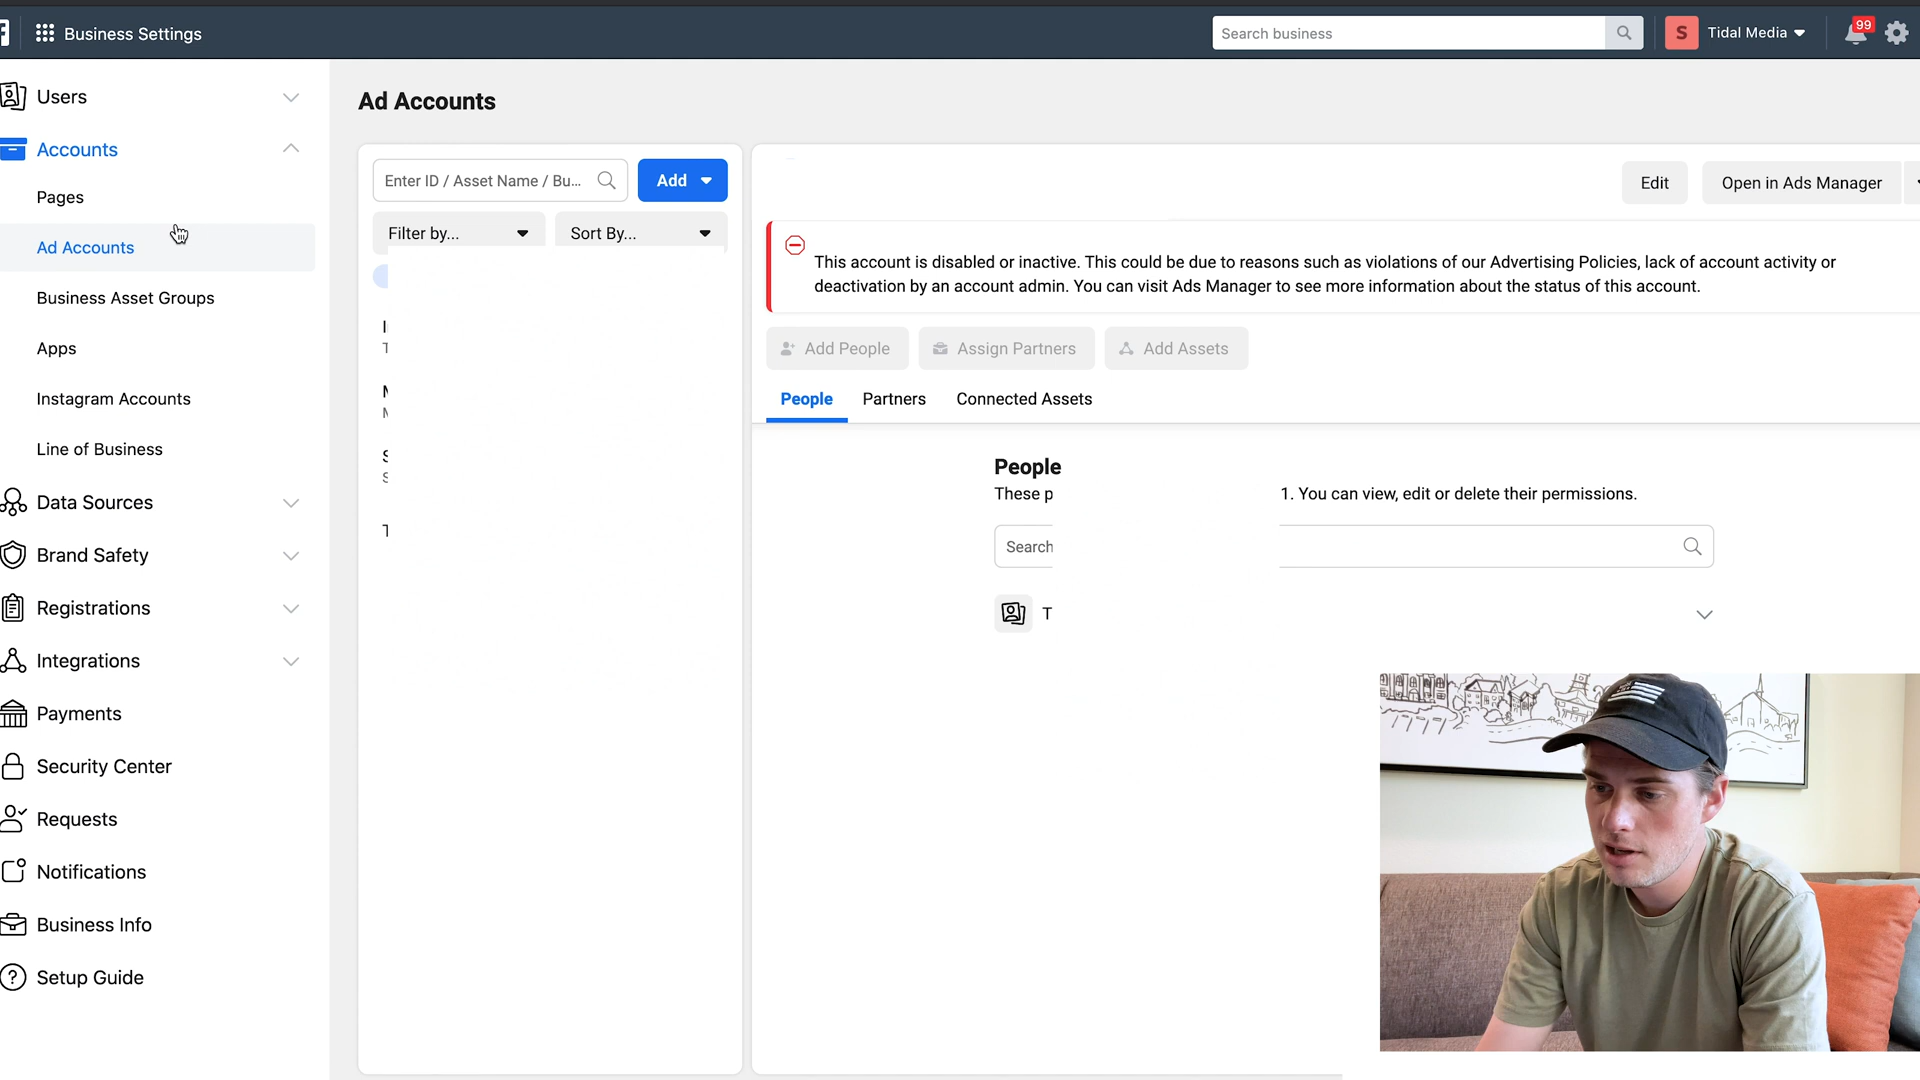 Business Settings
Search business
S
Tidal Media
99
Users
Accounts
Pages
Ad Accounts
Business Asset Groups
Apps
Instagram Accounts
Line of Business
Data Sources
Brand Safety
Registrations
Integrations
Payments
Security Center
Requests
Notifications
Business Info
Setup Guide
Ad Accounts
Enter ID / Asset Name / Bu...
Add
Filter by...
Sort By...
T
M
S
S
T
Edit
Open in Ads Manager
This account is disabled or inactive. This could be due to reasons such as violations of our Advertising Policies, lack of account activity or
deactivation by an account admin. You can visit Ads Manager to see more information about the status of this account.
Add People
Assign Partners
Add Assets
People
Partners
Connected Assets
People
These p 1. You can view, edit or delete their permissions.
Search
T